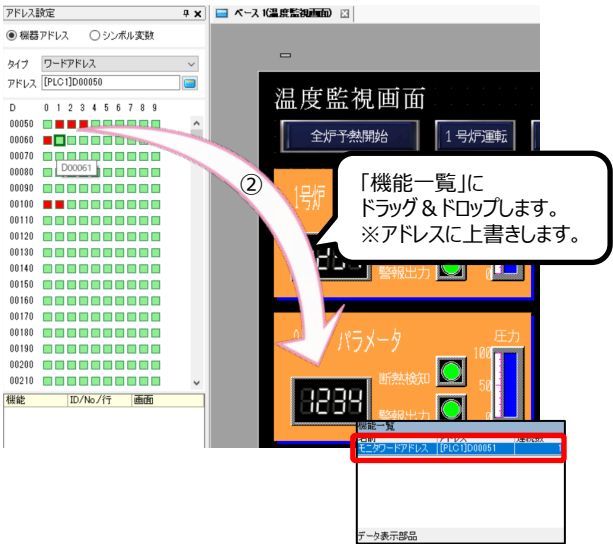 アドレス設定
機器アドレス シンボル変数
タイプ ワードアドレス
アドレス [PLC1]D00050
D 0 1 2 3 4 5 6 7 8 9
00050
00060
00070
00080
D00061
00090
00100
00110
00120
00130
00140
00150
00160
00170
00180
00190
00200
00210
機能 ID/No/行 画面
ベース 1(温度監視画面)
温度監視画面
全炉予熱開始 1号炉運転
1号炉
②
「機能一覧」に
ドラッグ＆ドロップします。
※アドレスに上書きします。
警報出力
パラメータ 圧力
100
断熱検知
50
1234
警報出力
機能一覧
名前 アドレス 連続数
モニタワードアドレス [PLC1]D00051 1
データ表示部品